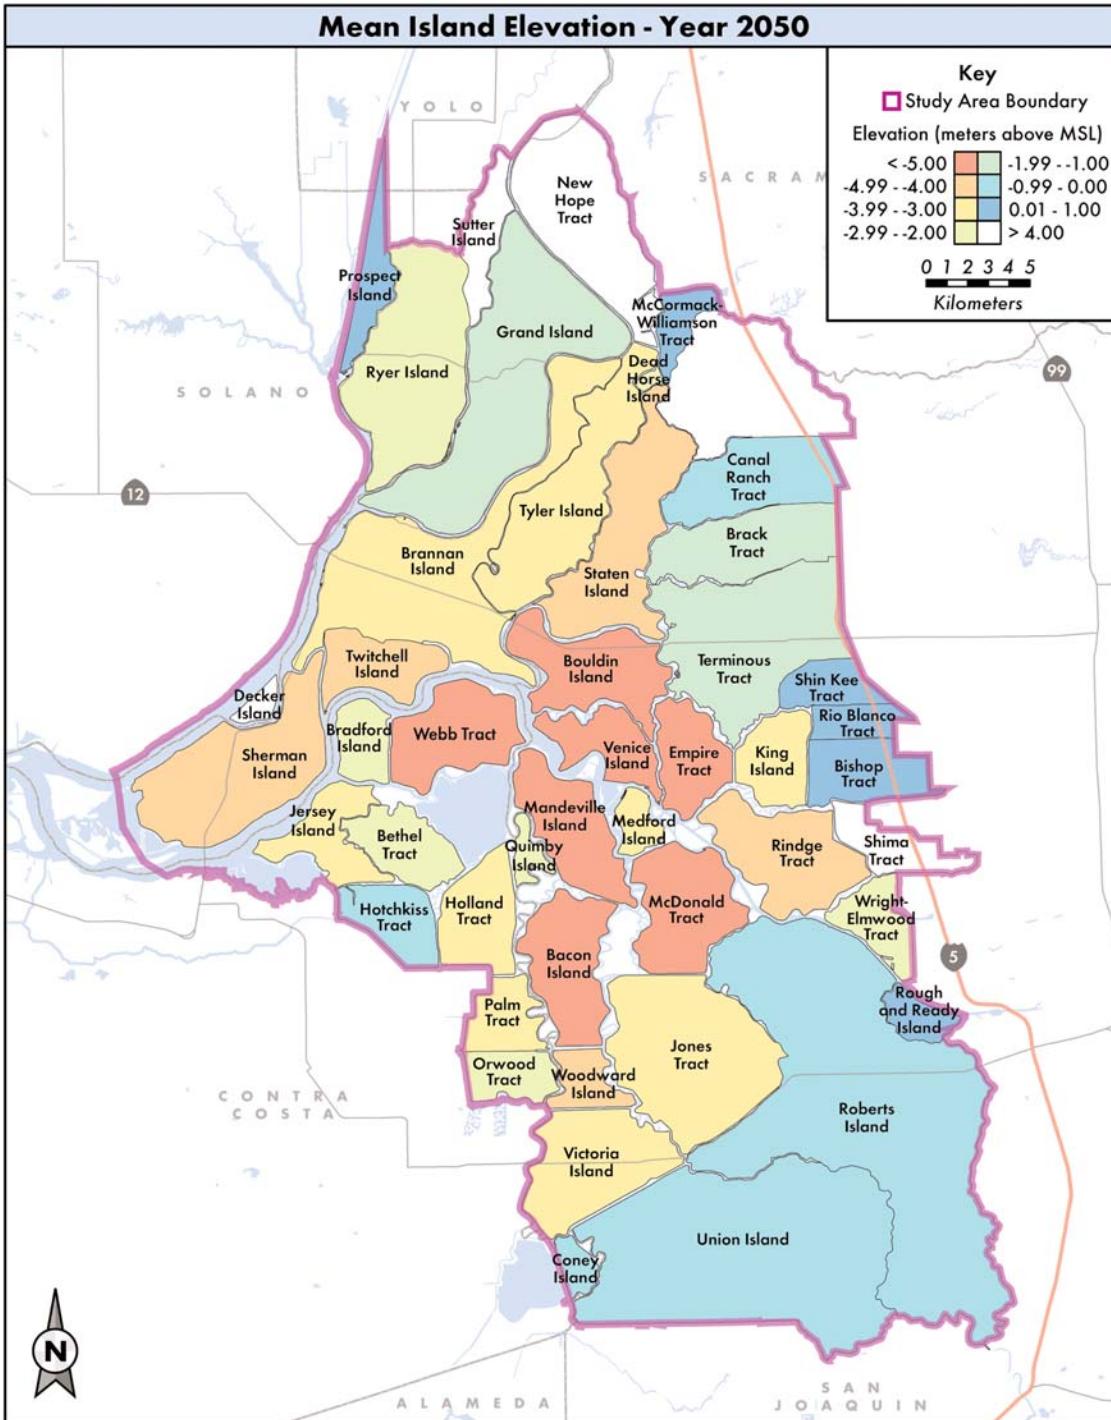 Mean Island Elevation - Year 2050
Key
Study Area Boundary
Elevation (meters above MSL)
< -5.00
-1.99 - -1.00
-4.99 - -4.00
-0.99 - 0.00
-3.99 - -3.00
0.01 - 1.00
-2.99 - -2.00
> 4.00
0 1 2 3 4 5
Kilometers
YOLO
SACRAM
New
Hope
Tract
Sutter
Island
Prospect
Island
McCormack-
Williamson
Tract
Grand Island
Dead
Horse
Island
Ryer Island
SOLANO
99
12
Canal
Ranch
Tract
Tyler Island
Brack
Tract
Brannan
Island
Staten
Island
Twitchell
Island
Bouldin
Island
Terminous
Tract
Shin Kee
Tract
Decker
Island
Rio Blanco
Tract
Bradford
Island
Webb Tract
Venice
Island
Empire
Tract
King
Island
Bishop
Tract
Sherman
Island
Jersey
Island
Mandeville
Island
Medford
Island
Bethel
Tract
Quimby
Island
Rindge
Tract
Shima
Tract
Hotchkiss
Tract
Holland
Tract
McDonald
Tract
Wright-
Elmwood
Tract
Bacon
Island
5
Rough
and Ready
Island
Palm
Tract
Jones
Tract
Orwood
Tract
Woodward
Island
CONTRA
COSTA
Roberts
Island
Victoria
Island
Union Island
Coney
Island
N
ALAMEDA
SAN
JOAQUIN